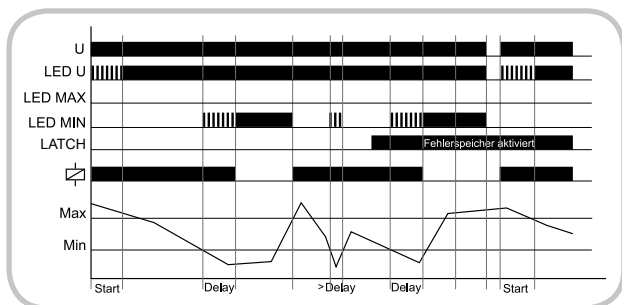 U
LED U
LED MAX
LED MIN
LATCH
Fehlerspeicher aktiviert
Max
Min
Start
Delay
>Delay
Delay
Start